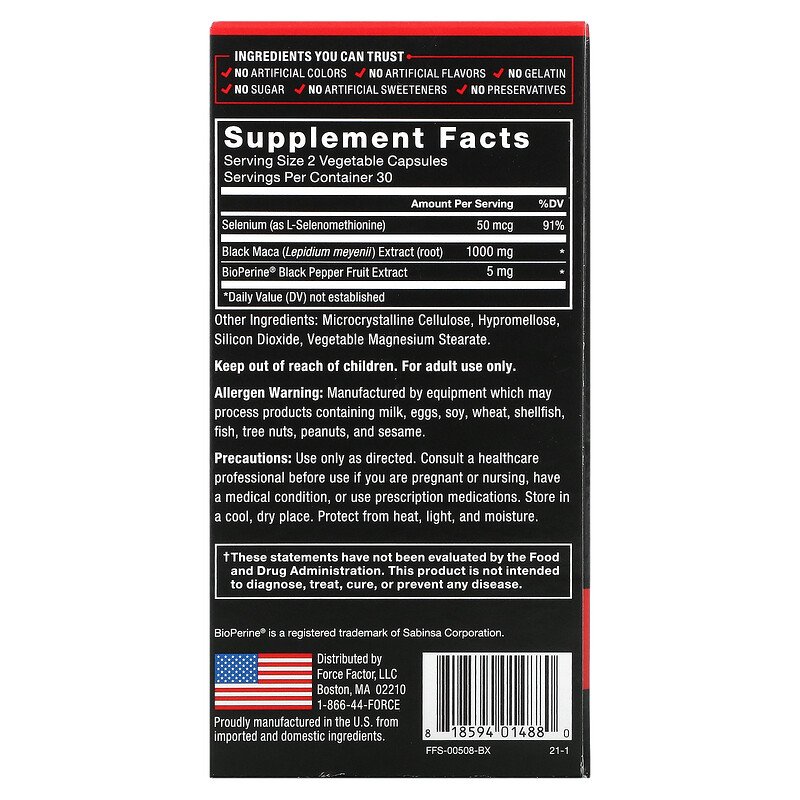 INGREDIENTS YOU CAN TRUST
NO ARTIFICIAL COLORS NO ARTIFICIAL FLAVORS NO GELATIN
NO SUGAR NO ARTIFICIAL SWEETENERS NO PRESERVATIVES
Supplement Facts
Serving Size 2 Vegetable Capsules
Servings Per Container 30
Amount Per Serving %DV
Selenium (as L-Selenomethionine) 50 mcg 91%
Black Maca (Lepidium meyenii) Extract (root) 1000 mg *
BioPerine® Black Pepper Fruit Extract 5 mg *
*Daily Value (DV) not established
Other Ingredients: Microcrystalline Cellulose, Hypromellose,
Silicon Dioxide, Vegetable Magnesium Stearate.
Keep out of reach of children. For adult use only.
Allergen Warning: Manufactured by equipment which may
process products containing milk, eggs, soy, wheat, shellfish,
fish, tree nuts, peanuts, and sesame.
Precautions: Use only as directed. Consult a healthcare
professional before use if you are pregnant or nursing, have
a medical condition, or use prescription medications. Store in
a cool, dry place. Protect from heat, light, and moisture.
†These statements have not been evaluated by the Food
and Drug Administration. This product is not intended
to diagnose, treat, cure, or prevent any disease.
BioPerine® is a registered trademark of Sabinsa Corporation.
Distributed by
Force Factor, LLC
Boston, MA 02210
1-866-44-FORCE
Proudly manufactured in the U.S. from
imported and domestic ingredients.
8 18594 01488 0
FFS-00508-BX 21-1